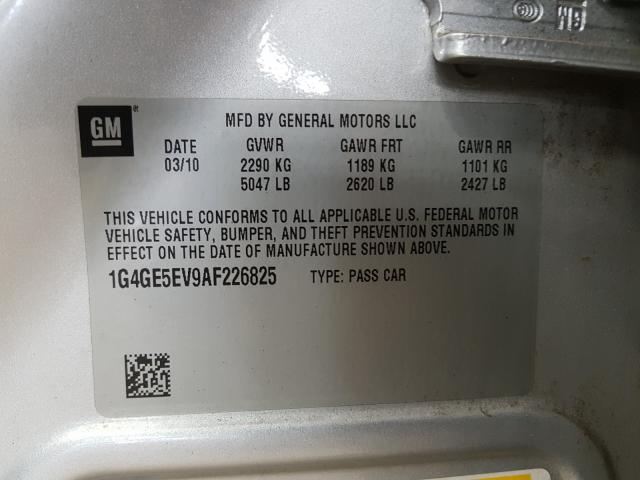 GM
MFD BY GENERAL MOTORS LLC
DATE GVWR GAWR FRT GAWR RR
03/10 2290 KG 1189 KG 1101 KG
5047 LB 2620 LB 2427 LB
THIS VEHICLE CONFORMS TO ALL APPLICABLE U.S. FEDERAL MOTOR
VEHICLE SAFETY, BUMPER, AND THEFT PREVENTION STANDARDS IN
EFFECT ON THE DATE OF MANUFACTURE SHOWN ABOVE.
1G4GE5EV9AF226825 TYPE: PASS CAR